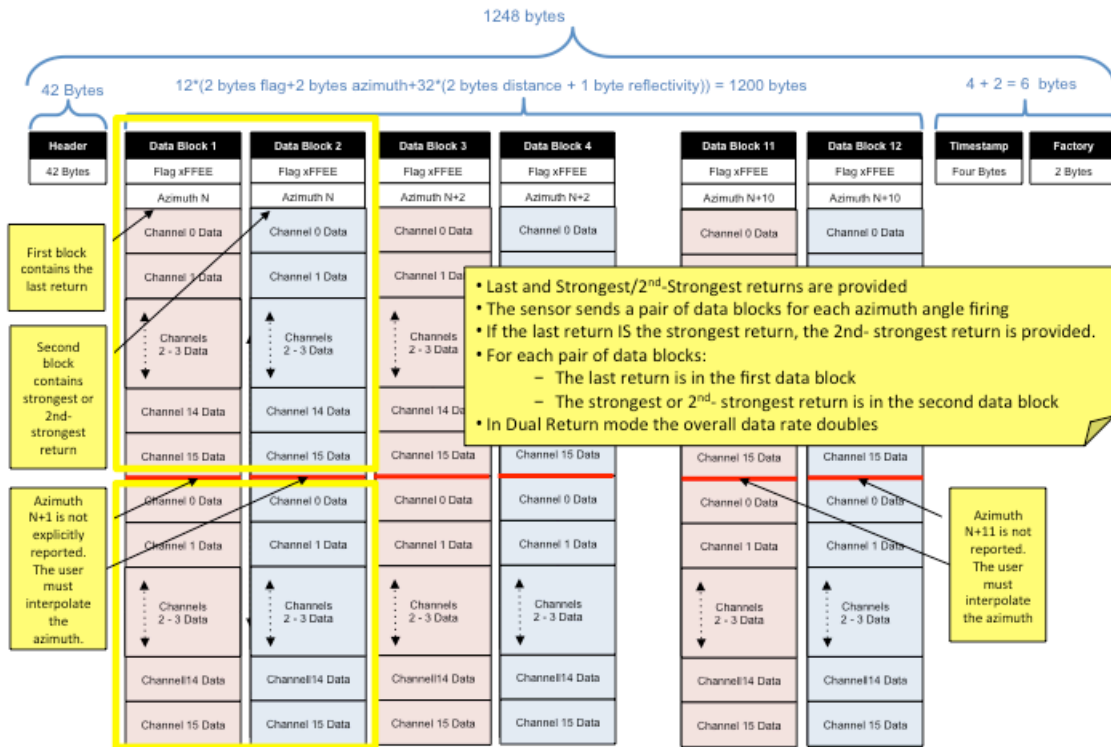 1248 bytes
42 Bytes
12*(2 bytes flag+2 bytes azimuth+32*(2 bytes distance + 1 byte reflectivity)) = 1200 bytes
4 + 2 = 6 bytes
Header
42 Bytes
Data Block 1
Flag xFFEE
Azimuth N
Channel 0 Data
Channel 1 Data
Channels
2 - 3 Data
Channel 14 Data
Channel 15 Data
Channel 0 Data
Channel 1 Data
Channels
2 - 3 Data
Channell14 Data
Channel 15 Data
Data Block 2
Flag xFFEE
Azimuth N
Channel 0 Data
Channel 1 Data
Channels
2 - 3 Data
Channel 14 Data
Channel 15 Data
Channel 0 Data
Channel 1 Data
Channels
2 - 3 Data
Channell14 Data
Channel 15 Data
Data Block 3
Flag xFFEE
Azimuth N+2
Channel 0 Data
Channel 1 Data
Channels
2 - 3 Data
Channel 14 Data
Channel 15 Data
Channel 0 Data
Channel 1 Data
Channels
2 - 3 Data
Channell14 Data
Channel 15 Data
Data Block 4
Flag xFFEE
Azimuth N+2
Channel 0 Data
Channel 15 Data
Channel 0 Data
Channel 1 Data
Channels
2 - 3 Data
Channell14 Data
Channel 15 Data
Data Block 11
Flag xFFEE
Azimuth N+10
Channel 0 Data
Channel 15 Data
Channel 0 Data
Channel 1 Data
Channels
2 - 3 Data
Channell14 Data
Channel 15 Data
Data Block 12
Flag xFFEE
Azimuth N+10
Channel 0 Data
Channel 15 Data
Channel 0 Data
Channel 1 Data
Channels
2 - 3 Data
Channell14 Data
Channel 15 Data
Timestamp
Four Bytes
Factory
2 Bytes
First block
contains the
last return
Second
block
contains
strongest or
2nd-
strongest
return
Azimuth
N+1 is not
explicitly
reported.
The user
must
interpolate
the
azimuth.
• Last and Strongest/2nd-Strongest returns are provided
• The sensor sends a pair of data blocks for each azimuth angle firing
• If the last return IS the strongest return, the 2nd- strongest return is provided.
• For each pair of data blocks:
– The last return is in the first data block
– The strongest or 2nd- strongest return is in the second data block
• In Dual Return mode the overall data rate doubles
Azimuth
N+11 is not
reported.
The user
must
interpolate
the azimuth